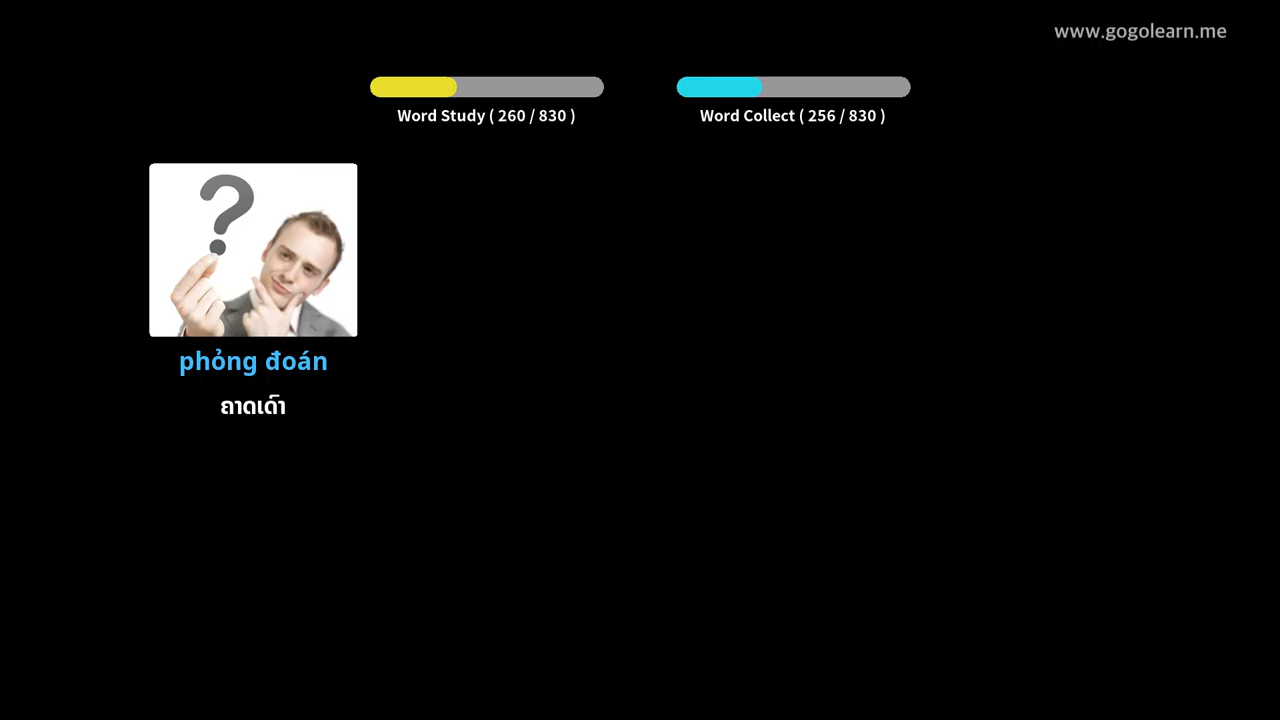 www.gogolearn.me
Word Study ( 260 / 830 )
Word Collect ( 256 / 830 )
phỏng đoán
ຄາດເດົາ